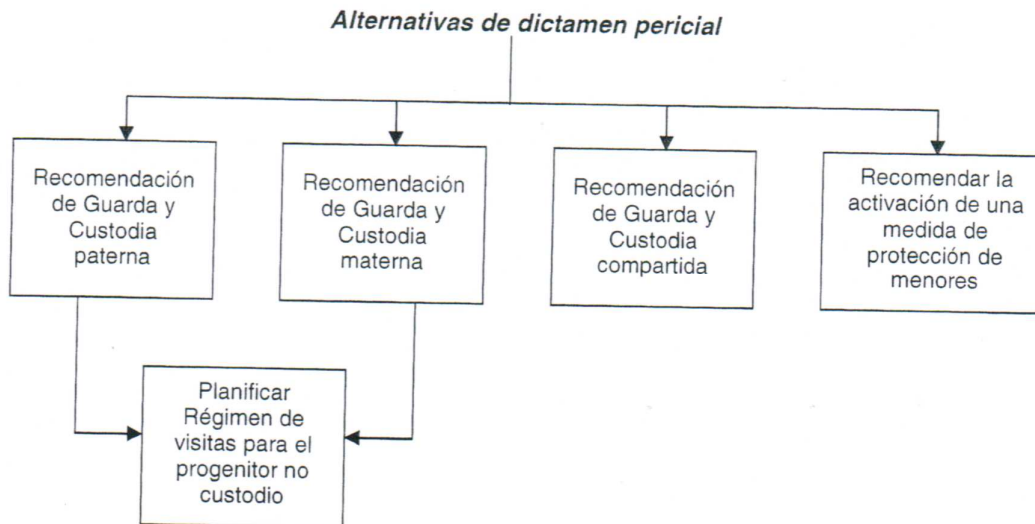 Alternativas de dictamen pericial
Recomendación
de Guarda y
Custodia
paterna
Recomendación
de Guarda y
Custodia
materna
Recomendación
de Guarda y
Custodia
compartida
Recomendar la
activación de una
medida de
protección de
menores
Planificar
Régimen de
visitas para el
progenitor no
custodio